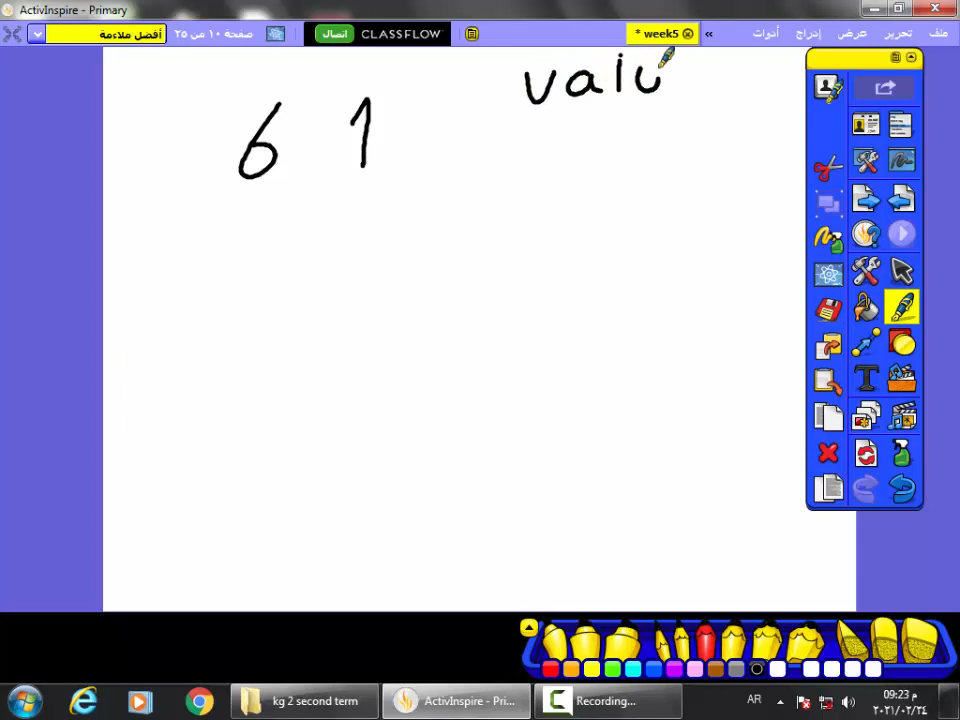 ActivInspire - Primary
أفضل ملاءمة
صفحة ١٠ من ٢٥
اتصال CLASSFLOW
* week5
»
أدوات
إدراج
عرض
تحرير
ملف
valu
6 1
kg 2 second term
ActivInspire - Pri...
Recording...
AR
09:23 م
٢٠٢١/٠٢/٢٤